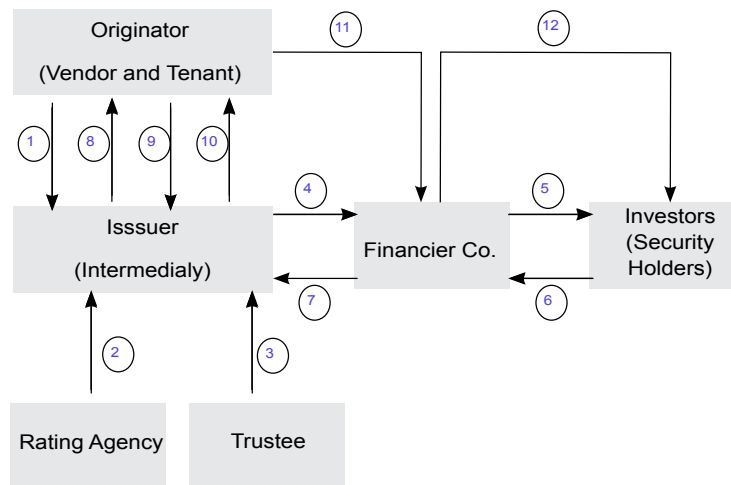 Originator
(Vendor and Tenant)
11
12
1
8
9
10
Isssuer
(Intermedialy)
4
Financier Co.
5
Investors
(Security
Holders)
7
6
2
3
Rating Agency
Trustee